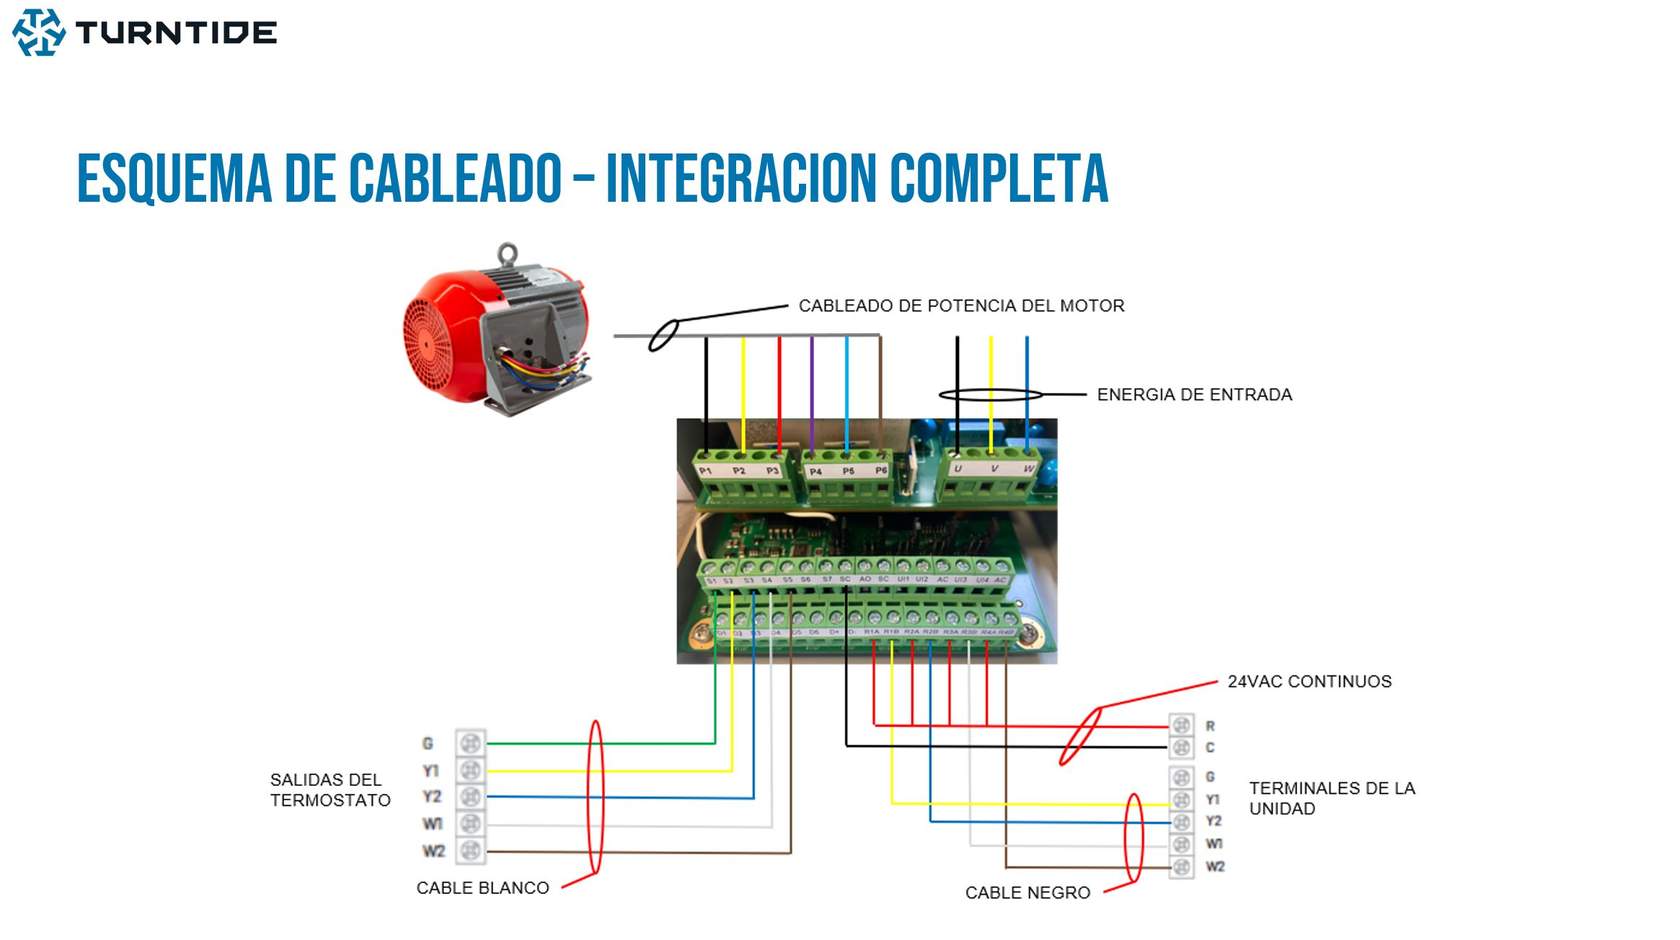 TURNTIDE
ESQUEMA DE CABLEADO – INTEGRACION COMPLETA
CABLEADO DE POTENCIA DEL MOTOR
ENERGIA DE ENTRADA
P1 P2 P3 P4 P5 P6 U V W
S1 S2 S3 S4 S5 S6 S7 SC AO SC UI1 UI2 AC UI3 UI4 AC
D1 D2 D3 D4 D5 D6 D+ D- R1A R1B R2A R2B R3A R3B R4A R4B
24VAC CONTINUOS
R
C
G
Y1
Y2
W1
W2
TERMINALES DE LA
UNIDAD
CABLE NEGRO
SALIDAS DEL
TERMOSTATO
G
Y1
Y2
W1
W2
CABLE BLANCO